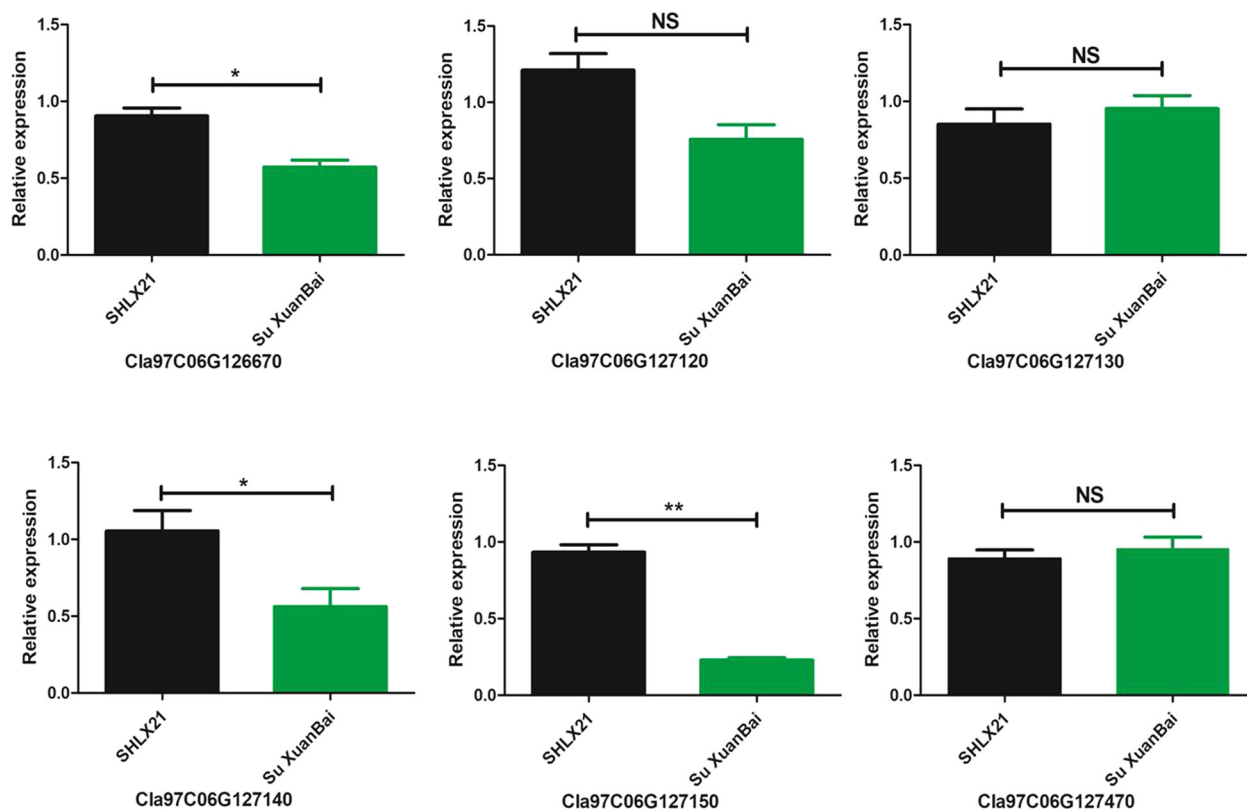 Relative expression
1.5
1.0
0.5
0.0
*
SHLX21
Su XuanBai
Cla97C06G126670
Relative expression
1.5
1.0
0.5
0.0
NS
SHLX21
Su XuanBai
Cla97C06G127120
Relative expression
1.5
1.0
0.5
0.0
NS
SHLX21
Su XuanBai
Cla97C06G127130
Relative expression
1.5
1.0
0.5
0.0
*
SHLX21
Su XuanBai
Cla97C06G127140
Relative expression
1.5
1.0
0.5
0.0
**
SHLX21
Su XuanBai
Cla97C06G127150
Relative expression
1.5
1.0
0.5
0.0
NS
SHLX21
Su XuanBai
Cla97C06G127470